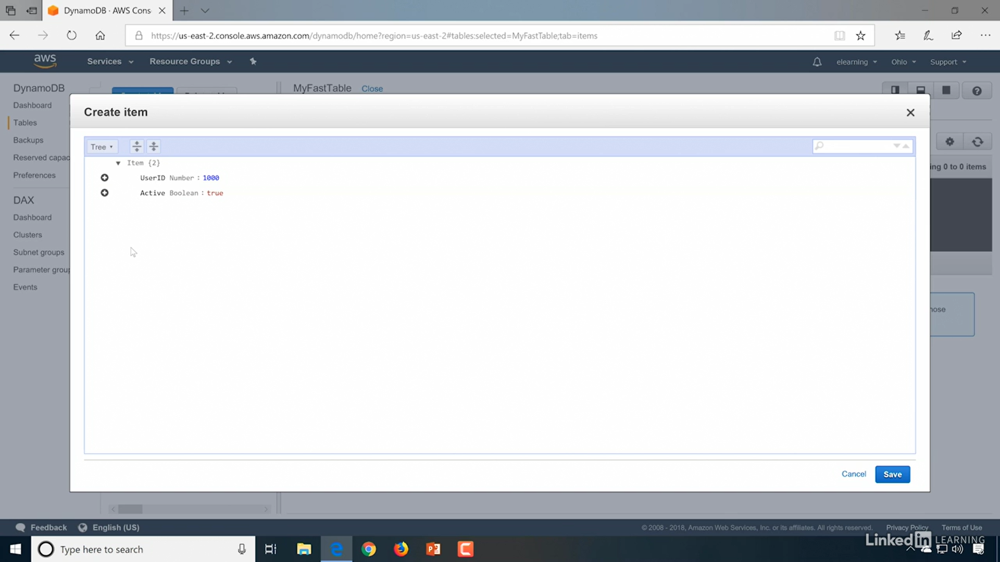 DynamoDB · AWS Cons
https://us-east-2.console.aws.amazon.com/dynamodb/home?region=us-east-2#tables:selected=MyFastTable;tab=items
aws
Services
Resource Groups
elearning
Ohio
Support
DynamoDB
Dashboard
Tables
Backups
Reserved capac
Preferences
DAX
Dashboard
Clusters
Subnet groups
Parameter group
Events
MyFastTable Close
Create item
Tree
Item {2}
UserID Number : 1000
Active Boolean : true
ing 0 to 0 items
Cancel
Save
Feedback
English (US)
© 2008 - 2018, Amazon Web Services, Inc. or its affiliates. All rights reserved.
Privacy Policy
Terms of Use
Type here to search
LinkedIn LEARNING